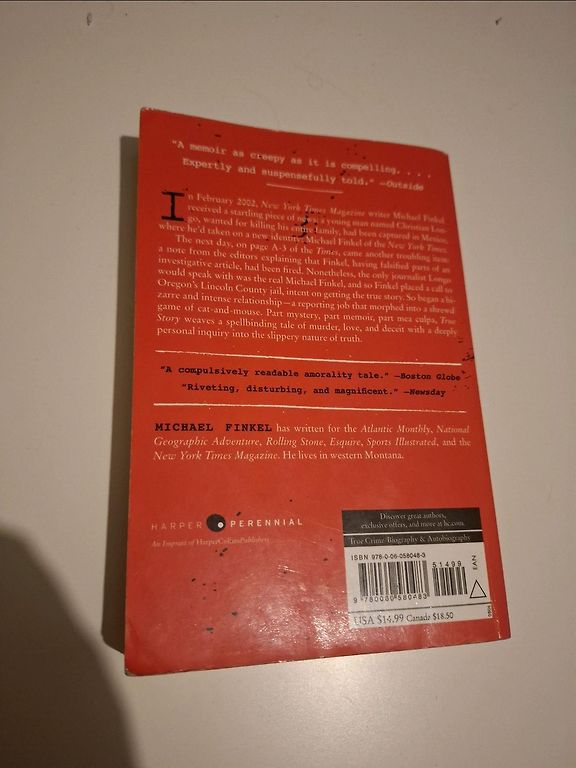 "A memoir as creepy as it is compelling. . . .
Expertly and suspensefully told." —Outside
In February 2002, New York Times Magazine writer Michael Finkel
received a startling piece of news: a young man named Christian Lon-
go, wanted for killing his entire family, had been captured in Mexico,
where he'd taken on a new identity: Michael Finkel of the New York Times.
The next day, on page A-3 of the Times, came another troubling item:
a note from the editors explaining that Finkel, having falsified parts of an
investigative article, had been fired. Nonetheless, the only journalist Longo
would speak with was the real Michael Finkel, and so Finkel placed a call to
Oregon's Lincoln County jail, intent on getting the true story. So began a bi-
zarre and intense relationship—a reporting job that morphed into a shrewd
game of cat-and-mouse. Part mystery, part memoir, part mea culpa, True
Story weaves a spellbinding tale of murder, love, and deceit with a deeply
personal inquiry into the slippery nature of truth.
"A compulsively readable amorality tale." —Boston Globe
"Riveting, disturbing, and magnificent." —Newsday
MICHAEL FINKEL has written for the Atlantic Monthly, National
Geographic Adventure, Rolling Stone, Esquire, Sports Illustrated, and the
New York Times Magazine. He lives in western Montana.
HARPER PERENNIAL
An Imprint of HarperCollinsPublishers
Discover great authors,
exclusive offers, and more at hc.com.
True Crime/Biography & Autobiography
ISBN 978-0-06-058048-3
51499
EAN
9 780060 580483
USA $14.99 Canada $18.50